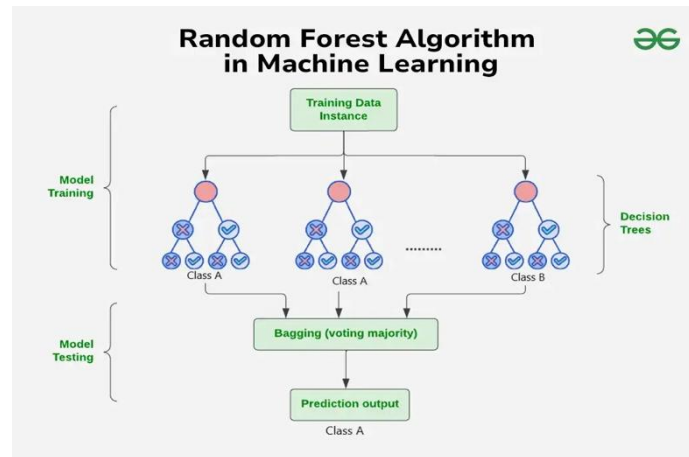 Random Forest Algorithm
in Machine Learning
Training Data
Instance
Model
Training
Decision
Trees
.........
Class A
Class A
Class B
Bagging (voting majority)
Model
Testing
Prediction output
Class A